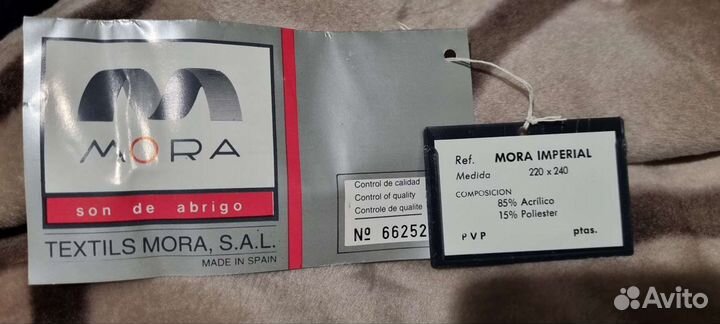 MORA
son de abrigo
TEXTILS MORA, S.A.L.
MADE IN SPAIN
Control de calidad
Control of quality
Controle de qualite
Nº 66252
Ref. MORA IMPERIAL
Medida 220 x 240
COMPOSICION
85% Acrílico
15% Poliester
PVP ptas.
Avito